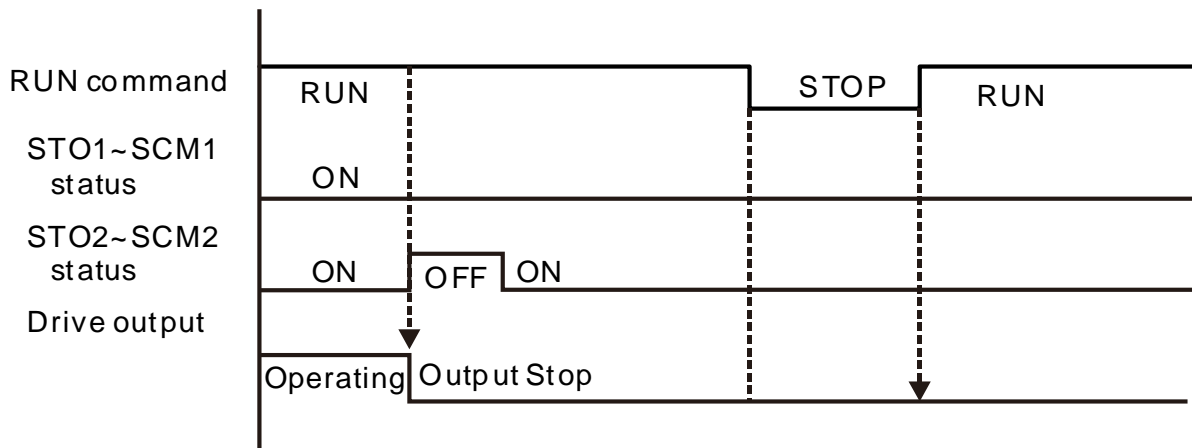 RUN command
RUN
STOP
RUN
STO1~SCM1
status
ON
STO2~SCM2
status
ON
OFF
ON
Drive output
Operating
Output Stop